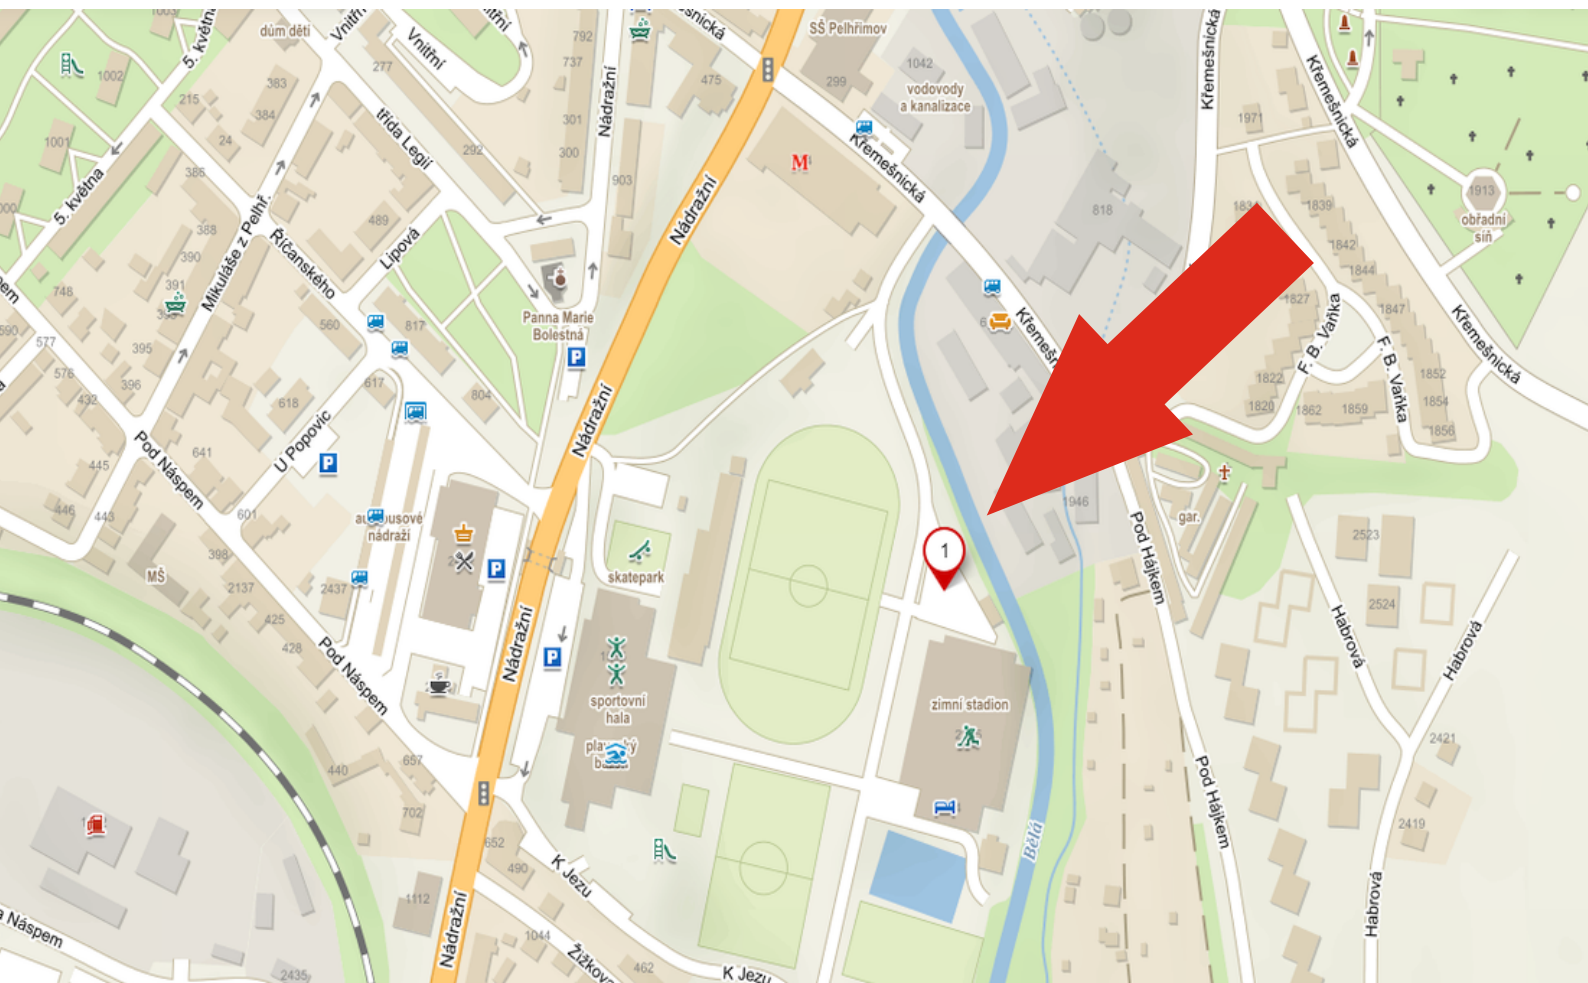 1003
dům dětí
Vnitřní
Vnitřní
792
Křemešnická
SŠ Pelhřimov
5. května
1002
277
737
Nádražní
475
299
1042
vodovody
a kanalizace
Křemešnická
Křemešnická
383
215
384
24
třída Legií
292
301
300
903
M
Křemešnická
1971
1001
386
5. května
Mikuláše z Pelhř.
388
390
391
489
Lipová
Říčanského
Nádražní
818
1839
1842
1844
1847
1827
1913
obřadní
síň
748
590
577
576
395
396
432
560
817
617
618
804
Panna Marie
Bolestná
P
Nádražní
F. B. Vaňka
F. B. Vaňka
Křemešnická
1822
1820
1862
1859
1852
1854
1856
U Popovic
P
Pod Náspem
641
445
446
443
601
autobusové
nádraží
P
skatepark
1
1946
Pod Hájkem
gar.
2523
2524
MŠ
398
2137
2437
425
428
Pod Náspem
Nádražní
P
sportovní
hala
zimní stadion
Habrová
Habrová
2421
2419
440
657
702
652
490
K Jezu
Bělá
Pod Hájkem
Habrová
1112
Nádražní
1044
462
K Jezu
2435